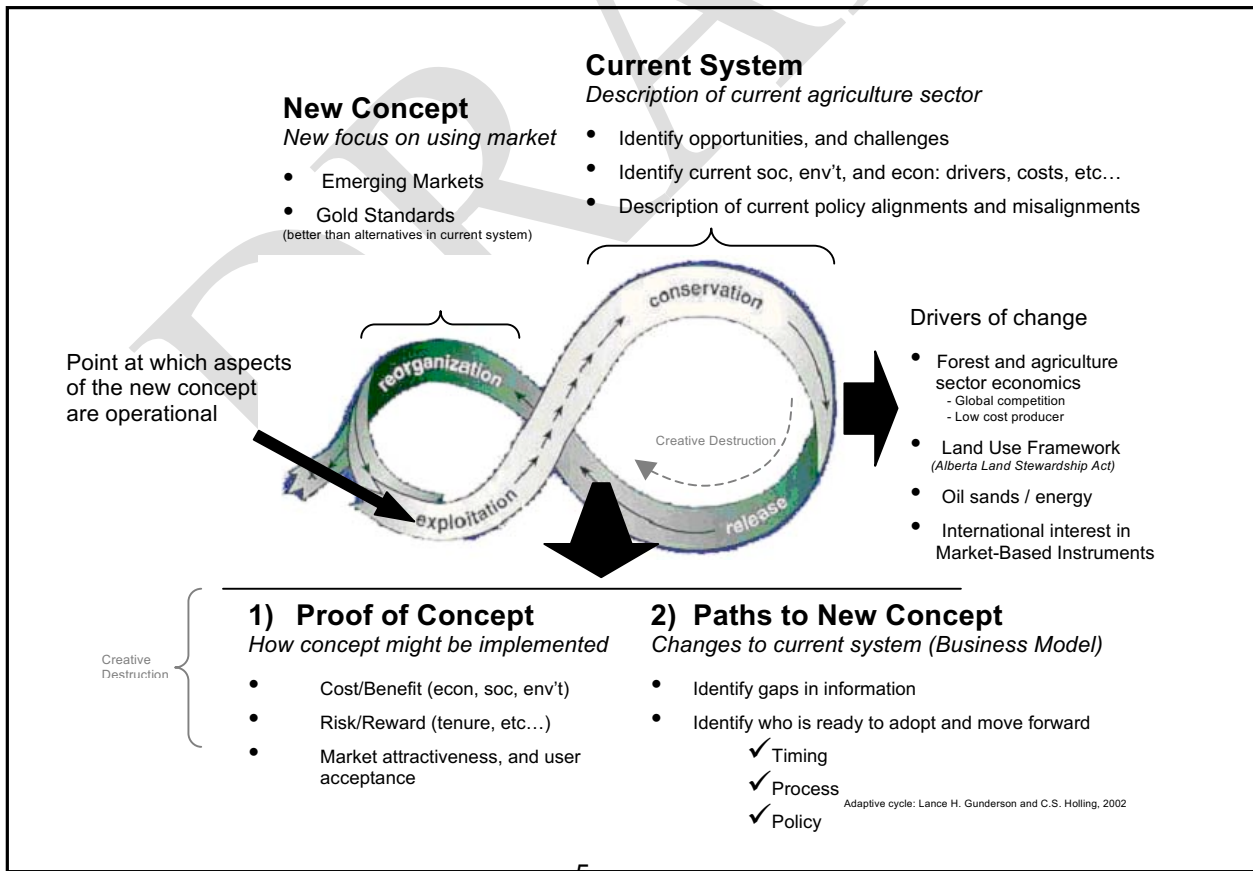 DRA
New Concept
New focus on using market
• Emerging Markets
• Gold Standards
(better than alternatives in current system)
Current System
Description of current agriculture sector
• Identify opportunities, and challenges
• Identify current soc, env't, and econ: drivers, costs, etc…
• Description of current policy alignments and misalignments
Point at which aspects
of the new concept
are operational
reorganization
conservation
exploitation
release
x
Creative Destruction
Drivers of change
• Forest and agriculture
sector economics
- Global competition
- Low cost producer
• Land Use Framework
(Alberta Land Stewardship Act)
• Oil sands / energy
• International interest in
Market-Based Instruments
Creative
Destruction
1) Proof of Concept
How concept might be implemented
• Cost/Benefit (econ, soc, env't)
• Risk/Reward (tenure, etc…)
• Market attractiveness, and user
acceptance
2) Paths to New Concept
Changes to current system (Business Model)
• Identify gaps in information
• Identify who is ready to adopt and move forward
✓Timing
✓Process
✓Policy
Adaptive cycle: Lance H. Gunderson and C.S. Holling, 2002
5